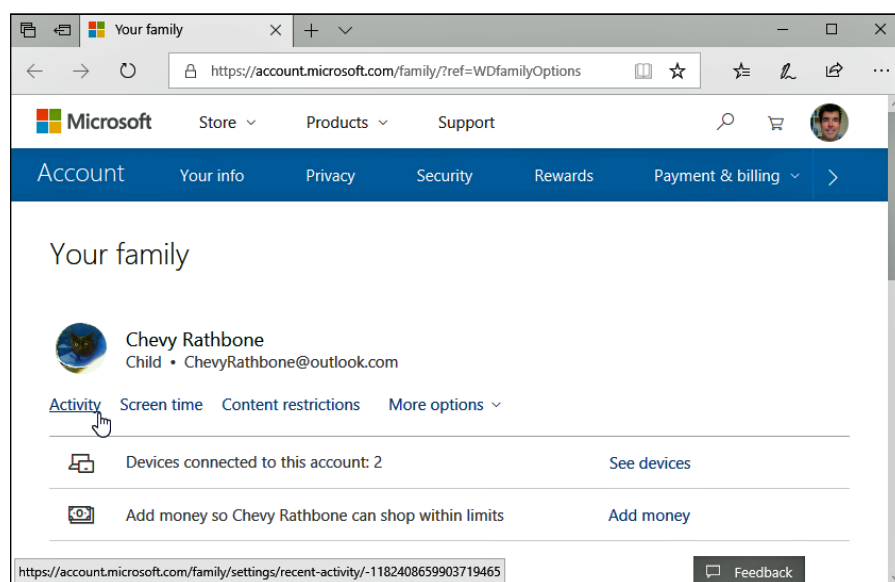 Your family
https://account.microsoft.com/family/?ref=WDfamilyOptions
Microsoft Store Products Support
Account Your info Privacy Security Rewards Payment & billing
Your family
Chevy Rathbone
Child • ChevyRathbone@outlook.com
Activity Screen time Content restrictions More options
Devices connected to this account: 2 See devices
Add money so Chevy Rathbone can shop within limits Add money
https://account.microsoft.com/family/settings/recent-activity/-1182408659903719465 Feedback